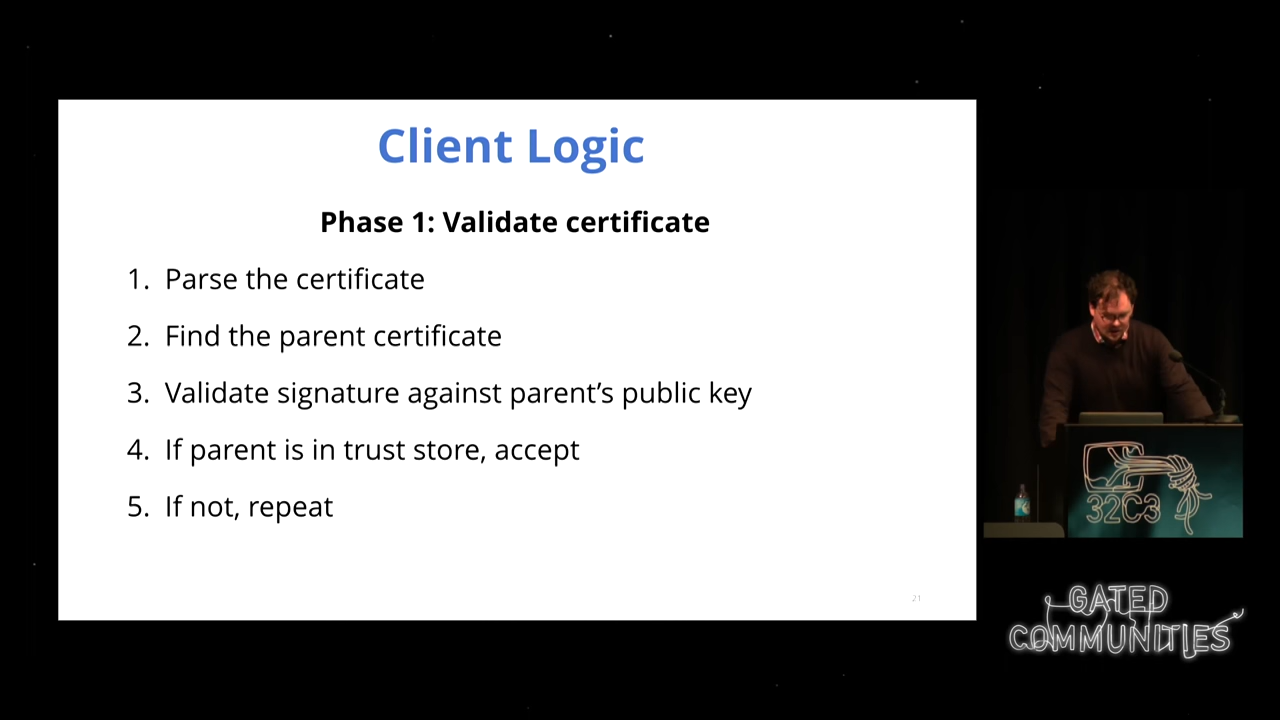 Client Logic
Phase 1: Validate certificate
1. Parse the certificate
2. Find the parent certificate
3. Validate signature against parent’s public key
4. If parent is in trust store, accept
5. If not, repeat
21
32C3
GATED
COMMUNITIES